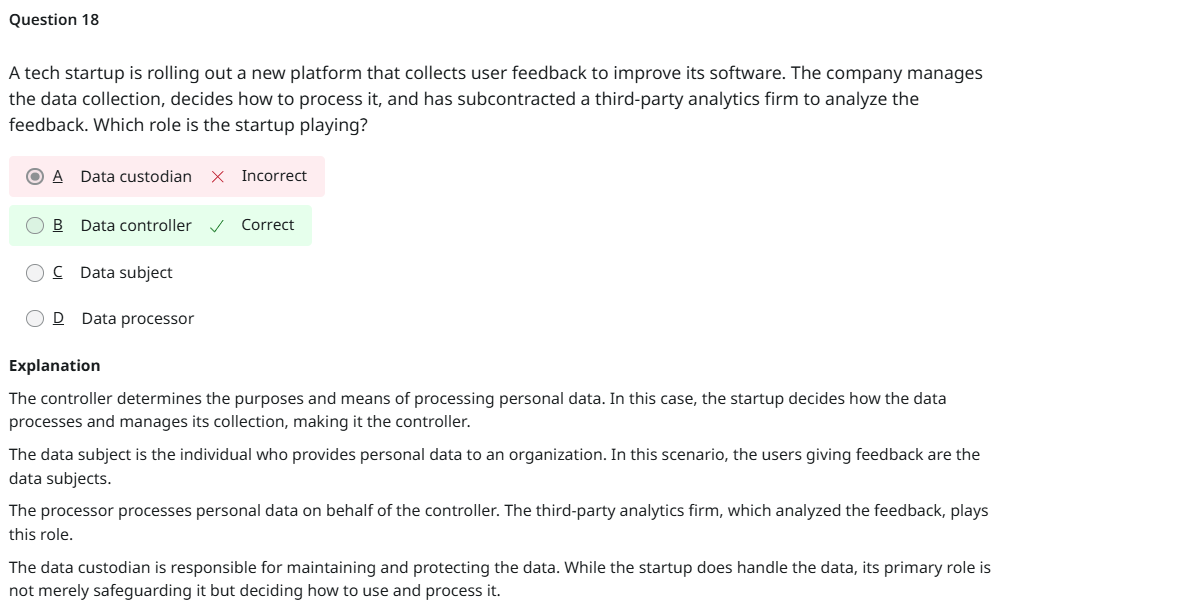 Question 18
A tech startup is rolling out a new platform that collects user feedback to improve its software. The company manages
the data collection, decides how to process it, and has subcontracted a third-party analytics firm to analyze the
feedback. Which role is the startup playing?
A Data custodian × Incorrect
B Data controller ✓ Correct
C Data subject
D Data processor
Explanation
The controller determines the purposes and means of processing personal data. In this case, the startup decides how the data
processes and manages its collection, making it the controller.
The data subject is the individual who provides personal data to an organization. In this scenario, the users giving feedback are the
data subjects.
The processor processes personal data on behalf of the controller. The third-party analytics firm, which analyzed the feedback, plays
this role.
The data custodian is responsible for maintaining and protecting the data. While the startup does handle the data, its primary role is
not merely safeguarding it but deciding how to use and process it.